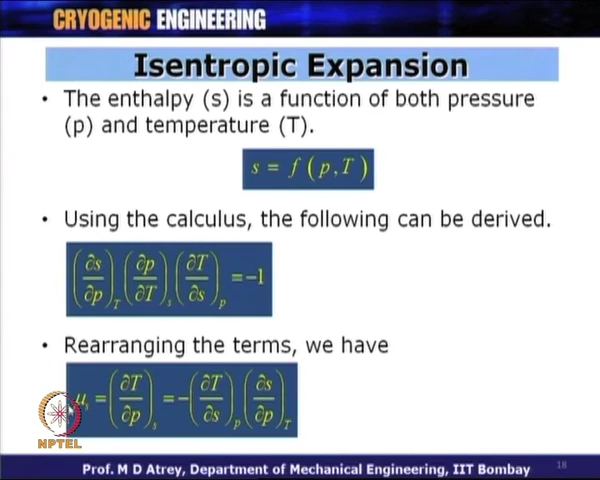 CRYOGENIC ENGINEERING
Isentropic Expansion
• The enthalpy (s) is a function of both pressure
(p) and temperature (T).
s = f ( p , T )
• Using the calculus, the following can be derived.
(∂s/∂p)_T (∂p/∂T)_s (∂T/∂s)_p = -1
• Rearranging the terms, we have
μ_s = (∂T/∂p)_s = -(∂T/∂s)_p (∂s/∂p)_T
NPTEL
Prof. M D Atrey, Department of Mechanical Engineering, IIT Bombay
18